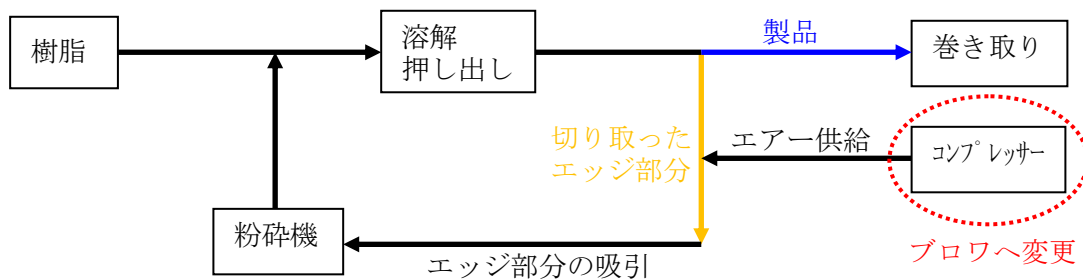 樹脂
溶解
押し出し
製品
巻き取り
切り取った
エッジ部分
エアー供給
コンプレッサー
粉砕機
エッジ部分の吸引
ブロワへ変更